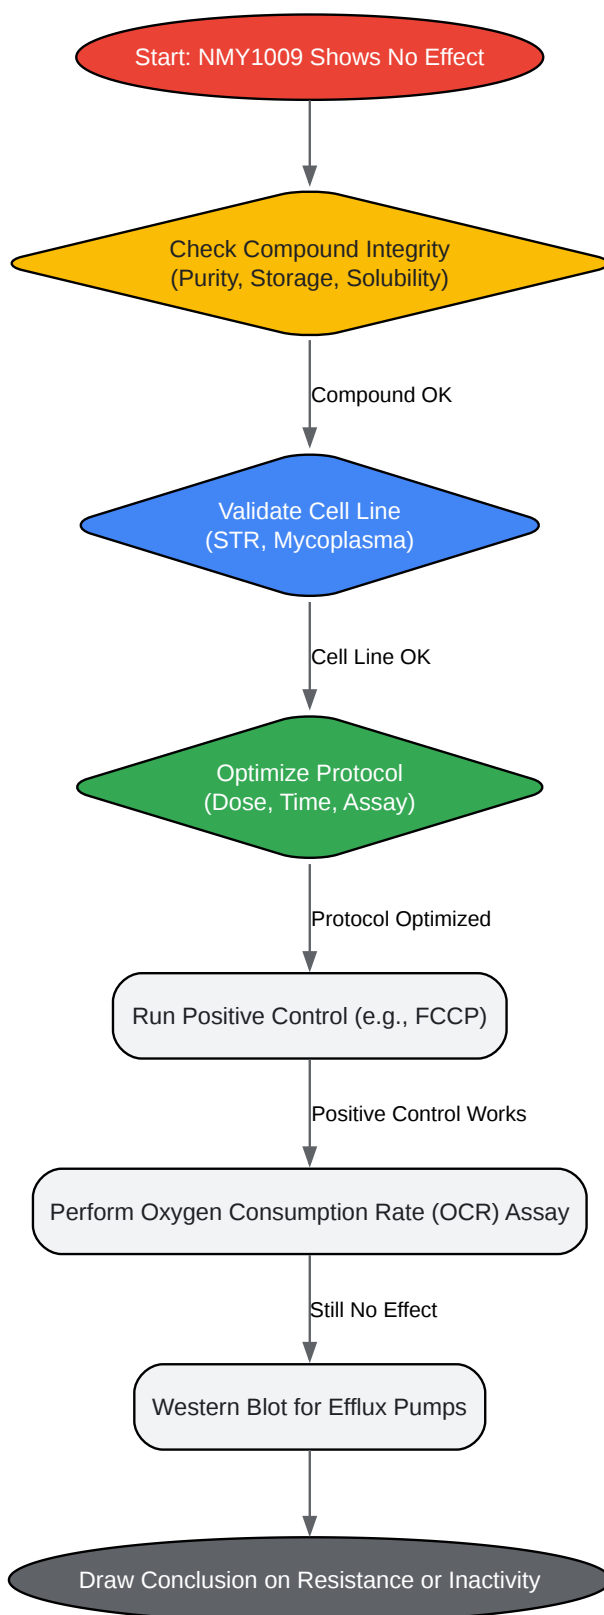 Start: NMY1009 Shows No Effect
Check Compound Integrity
(Purity, Storage, Solubility)
Compound OK
Validate Cell Line
(STR, Mycoplasma)
Cell Line OK
Optimize Protocol
(Dose, Time, Assay)
Protocol Optimized
Run Positive Control (e.g., FCCP)
Positive Control Works
Perform Oxygen Consumption Rate (OCR) Assay
Still No Effect
Western Blot for Efflux Pumps
Draw Conclusion on Resistance or Inactivity